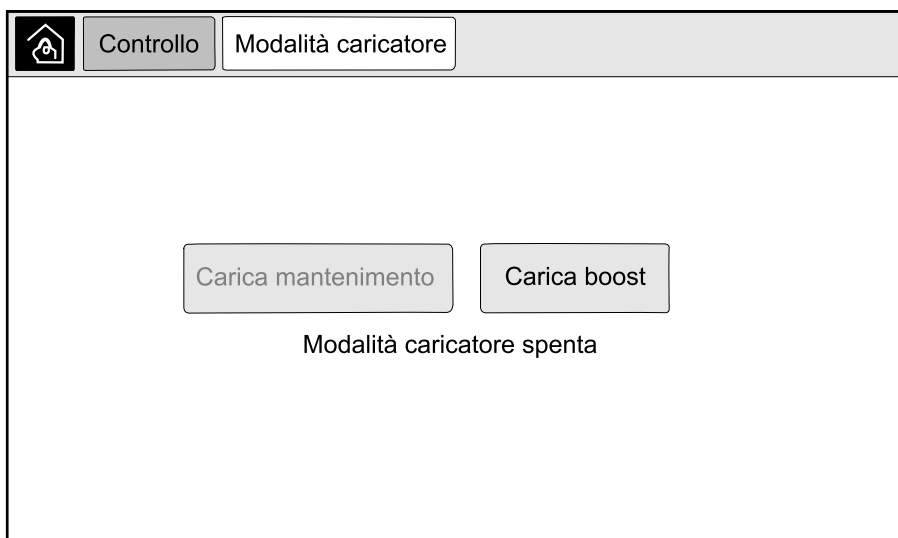 Controllo
Modalità caricatore
Carica mantenimento
Carica boost
Modalità caricatore spenta